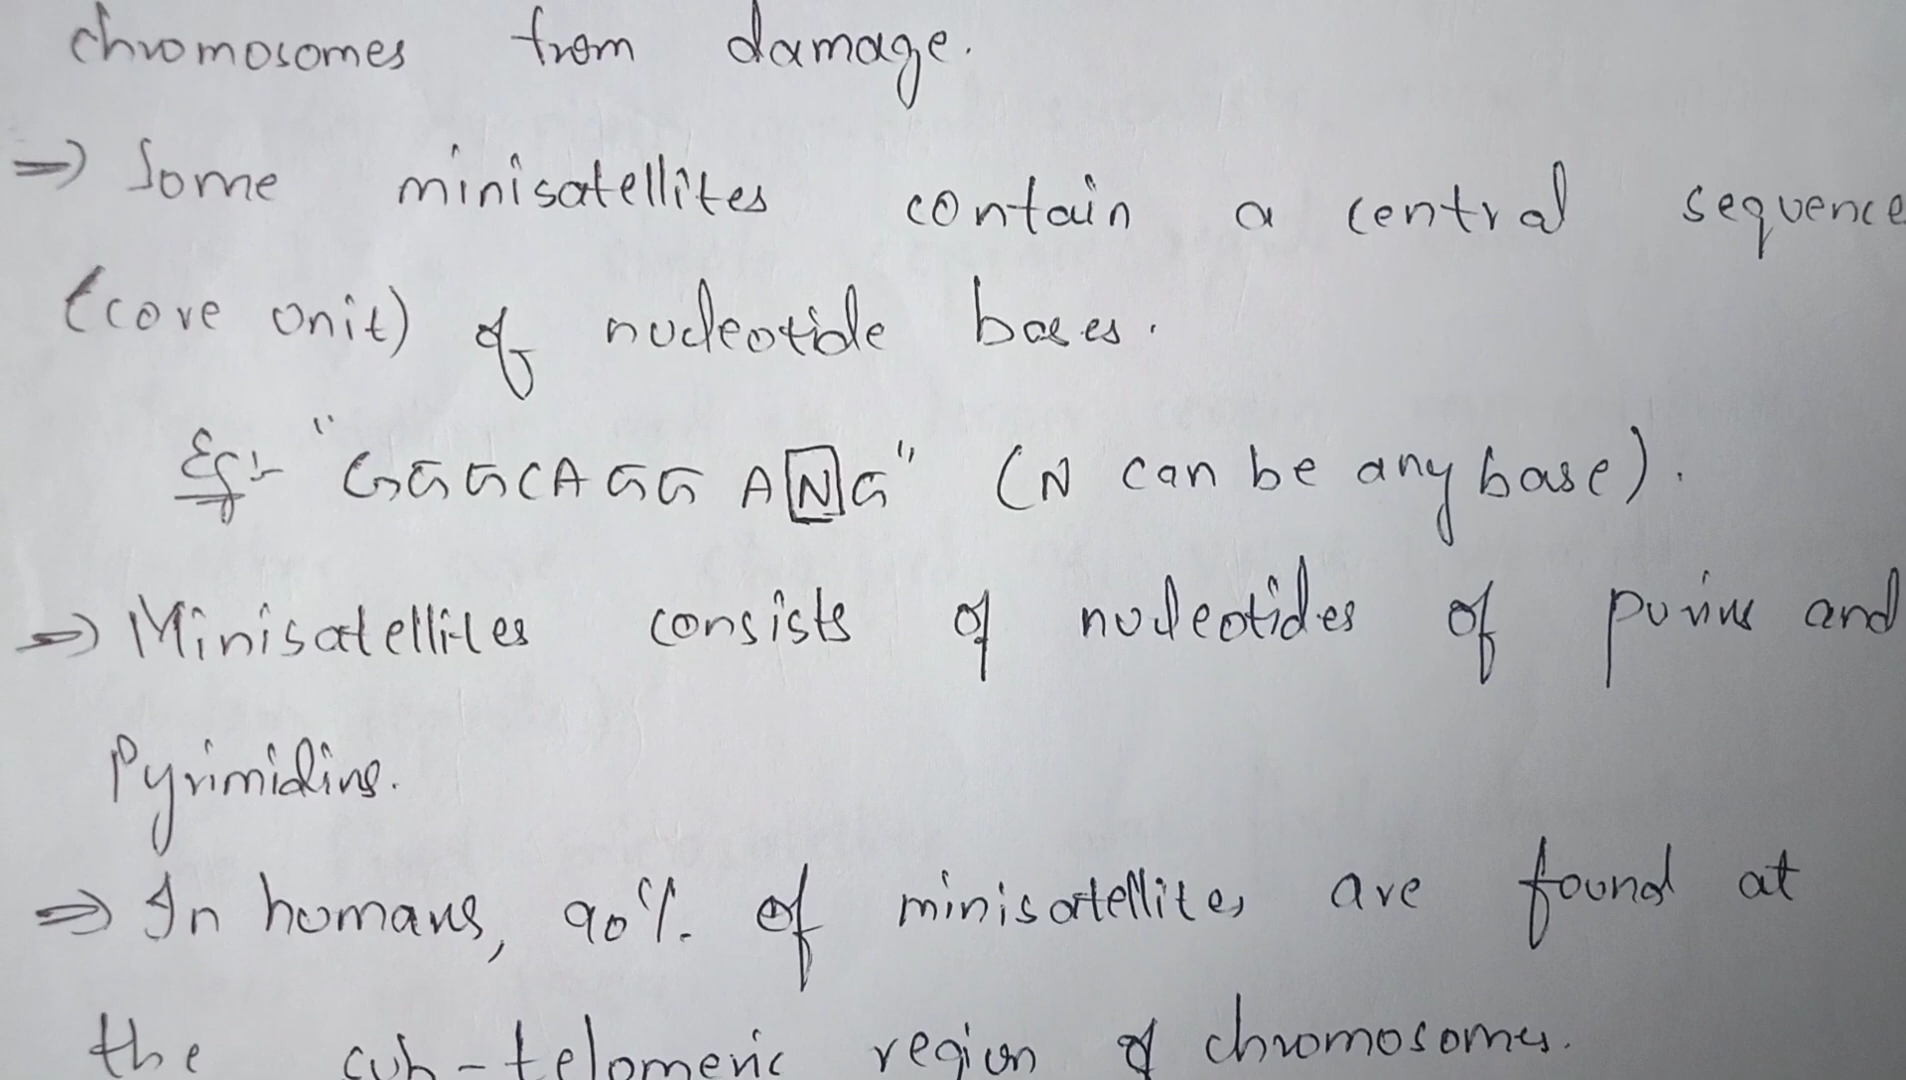 chromosomes from damage.
⇒ Some minisatellites contain a central sequence
(core unit) of nucleotide bases.
Eg:- "GGGCAGGANG" (N can be any base).
⇒ Minisatellites consists of nucleotides of purine and
Pyrimidine.
⇒ In humans, 90% of minisatellites are found at
the sub-telomeric region of chromosomes.